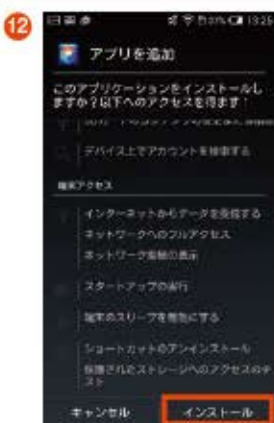 12
13:25
アプリを追加
このアプリケーションをインストールし
ますか？以下へのアクセスを得ます：
デバイス上でアカウントを検索する
端末アクセス
インターネットからデータを受信する
ネットワークへのフルアクセス
ネットワーク接続の表示
スタートアップの実行
端末のスリープを無効にする
ショートカットのアンインストール
保護されたストレージへのアクセスのテ
スト
キャンセル
インストール